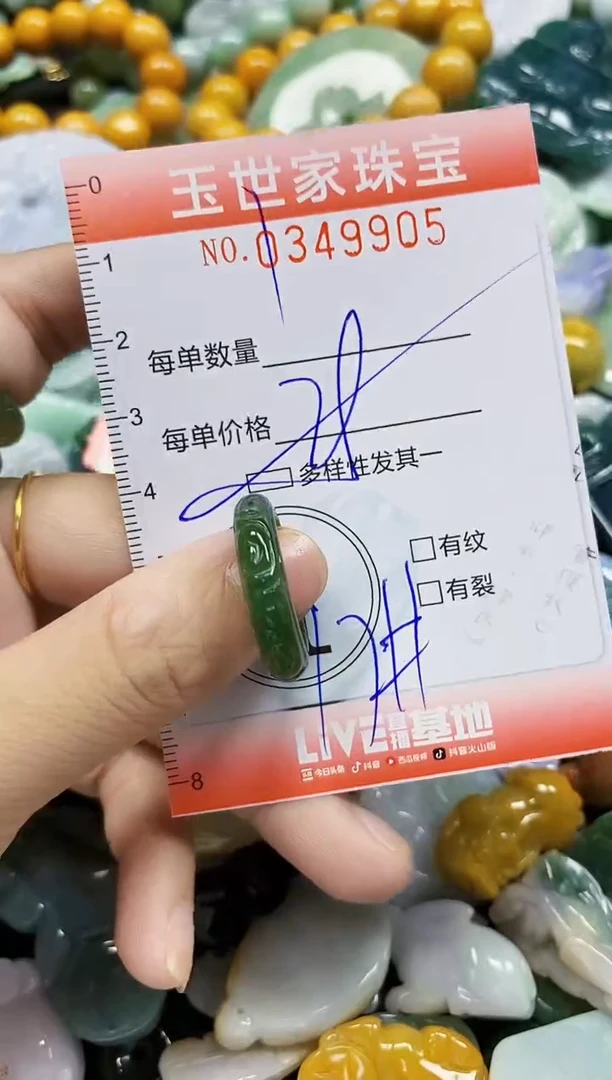 玉世家珠宝
0
NO.0349905
1
2
每单数量
3
每单价格
4
多样性发其一
有纹
有裂
LIVE直播基地
今日头条 抖音 西瓜视频 抖音火山版
8